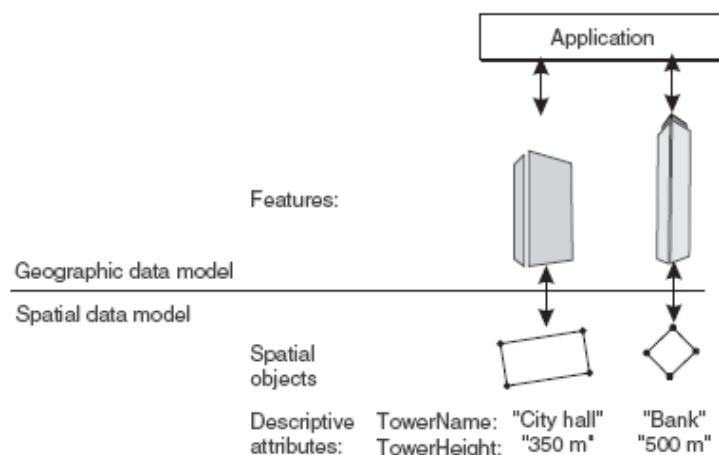 Application
Features:
Geographic data model
Spatial data model
Spatial
objects
Descriptive TowerName: "City hall" "Bank"
attributes: TowerHeight: "350 m" "500 m"